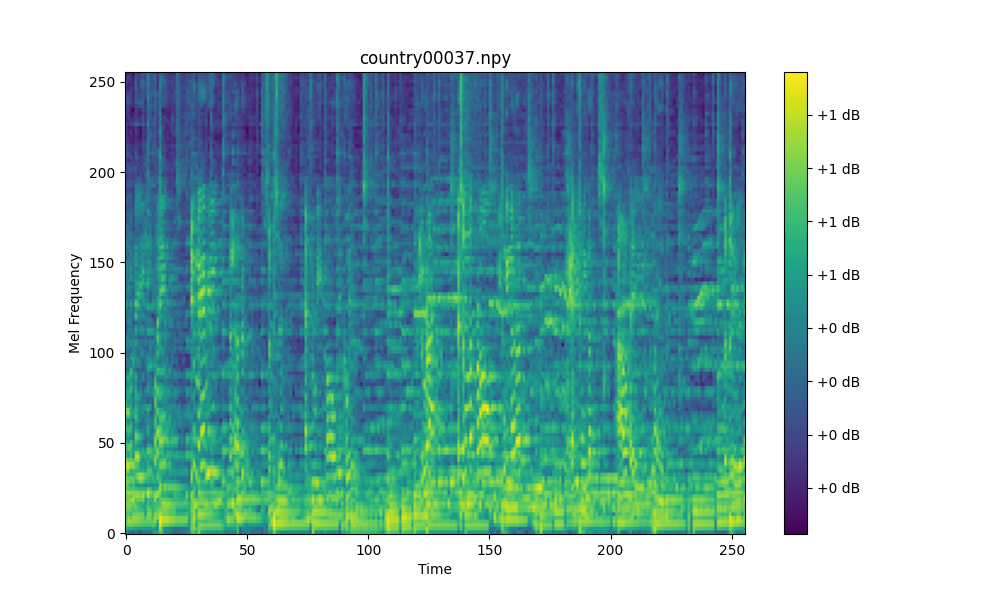 country00037.npy
Mel Frequency
250
200
150
100
50
0
0 50 100 150 200 250
Time
+1 dB
+1 dB
+1 dB
+1 dB
+0 dB
+0 dB
+0 dB
+0 dB